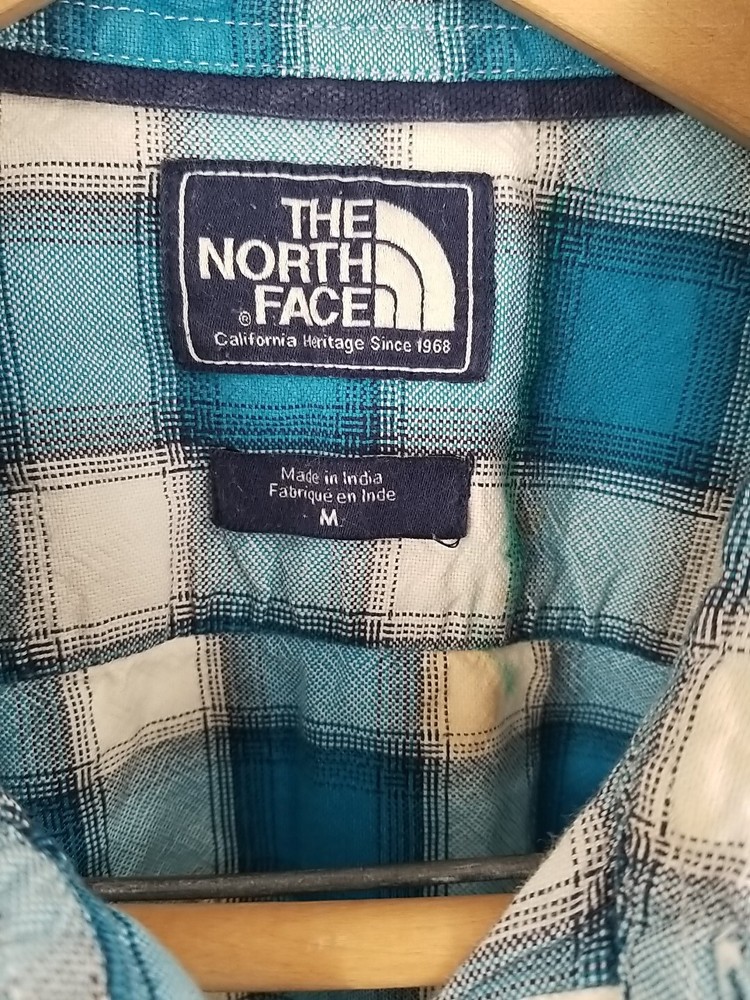 THE
NORTH
® FACE
California Heritage Since 1968
Made in India
Fabrique en Inde
M